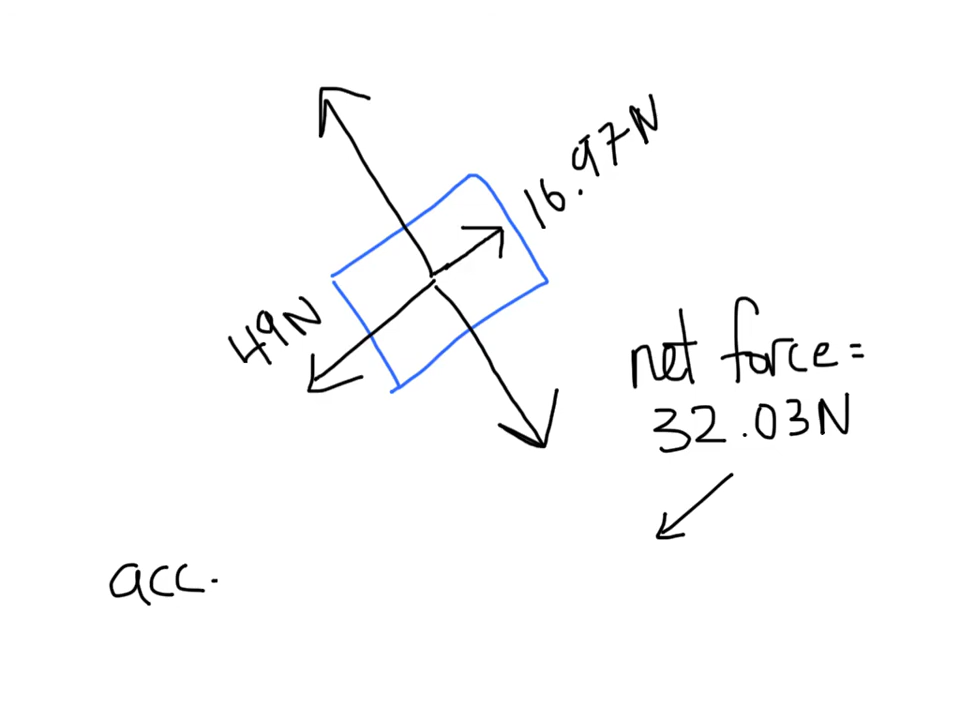 16.97N
49N
net force =
32.03N
acc.